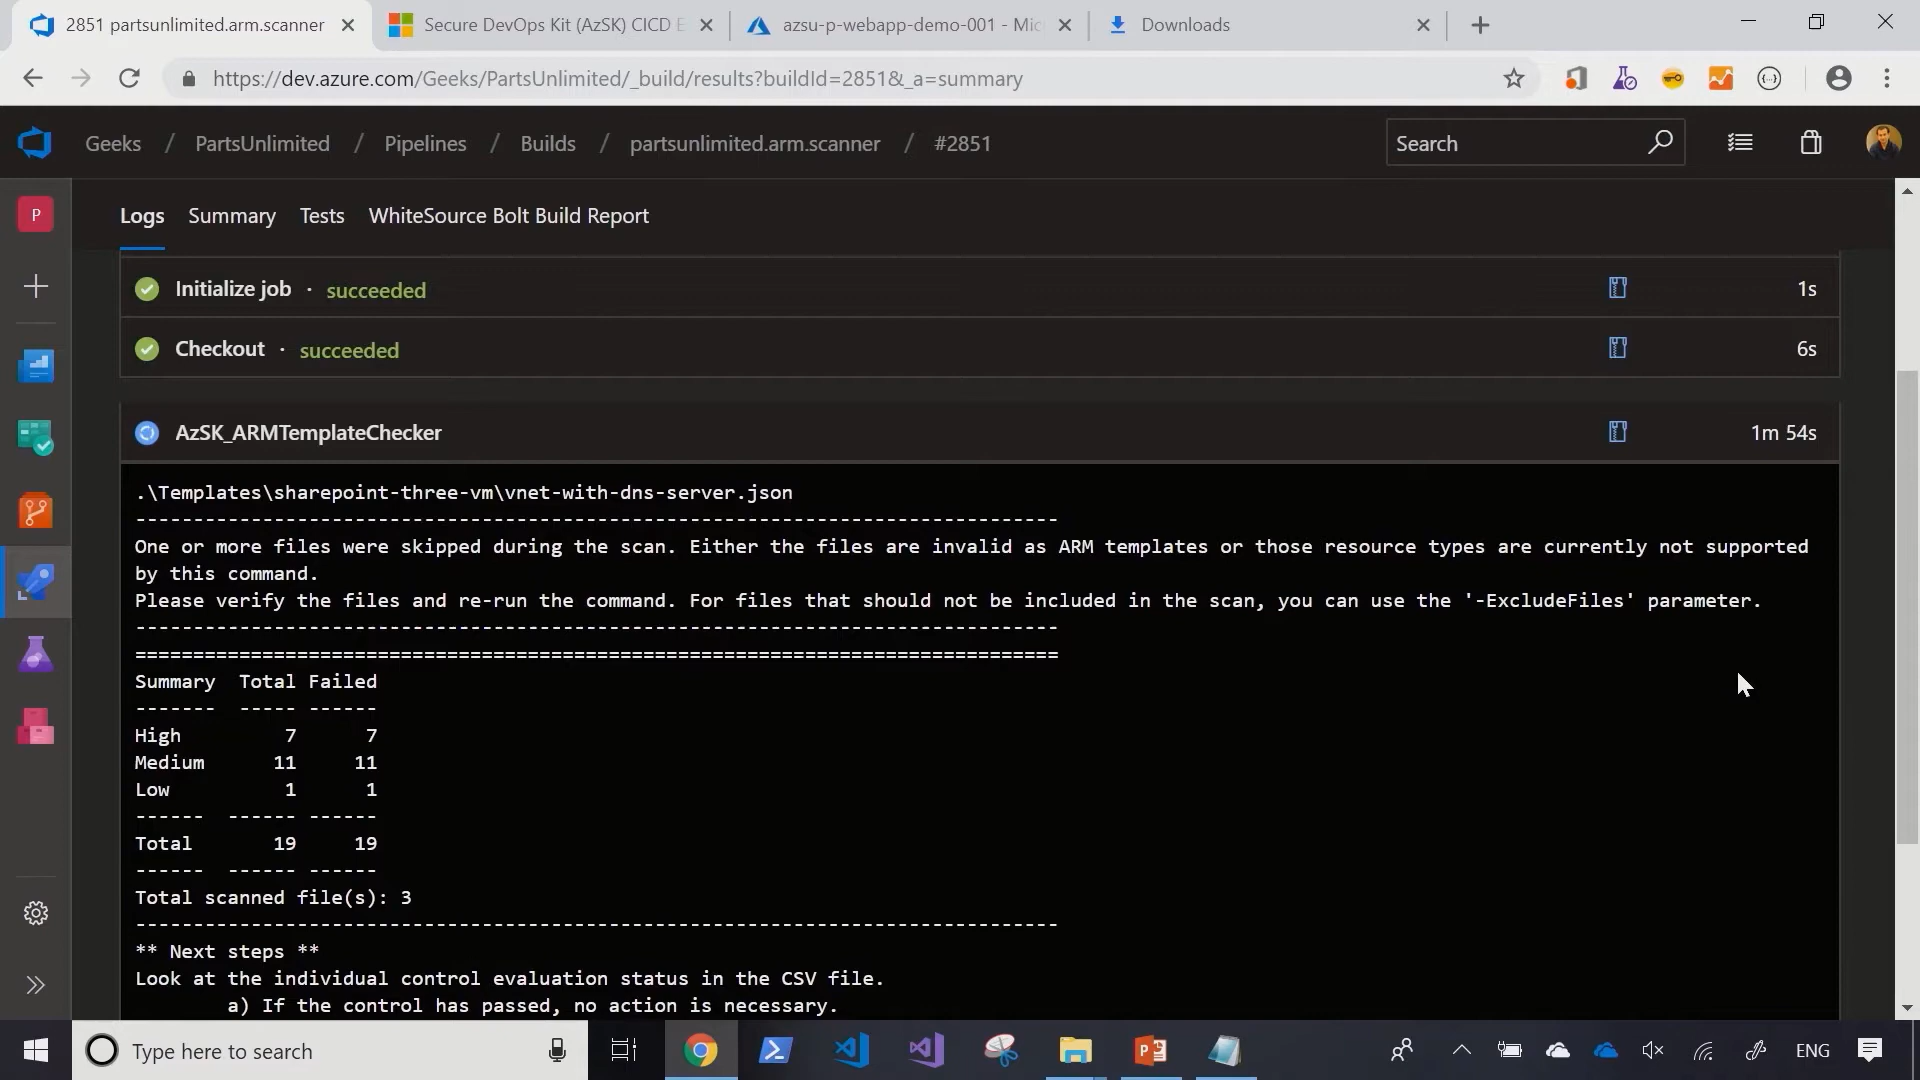 2851 partsunlimited.arm.scanner
Secure DevOps Kit (AzSK) CICD E
azsu-p-webapp-demo-001 - Mic
Downloads
https://dev.azure.com/Geeks/PartsUnlimited/_build/results?buildId=2851&_a=summary
Geeks / PartsUnlimited / Pipelines / Builds / partsunlimited.arm.scanner / #2851
Search
P
Logs Summary Tests WhiteSource Bolt Build Report
Initialize job · succeeded 1s
Checkout · succeeded 6s
AzSK_ARMTemplateChecker 1m 54s
.\Templates\sharepoint-three-vm\vnet-with-dns-server.json
--------------------------------------------------------------------------------
One or more files were skipped during the scan. Either the files are invalid as ARM templates or those resource types are currently not supported
by this command.
Please verify the files and re-run the command. For files that should not be included in the scan, you can use the '-ExcludeFiles' parameter.
--------------------------------------------------------------------------------
================================================================================
Summary Total Failed
------- ----- ------
High 7 7
Medium 11 11
Low 1 1
------ ------ ------
Total 19 19
------ ------ ------
Total scanned file(s): 3
--------------------------------------------------------------------------------
** Next steps **
Look at the individual control evaluation status in the CSV file.
a) If the control has passed, no action is necessary.
Type here to search
ENG